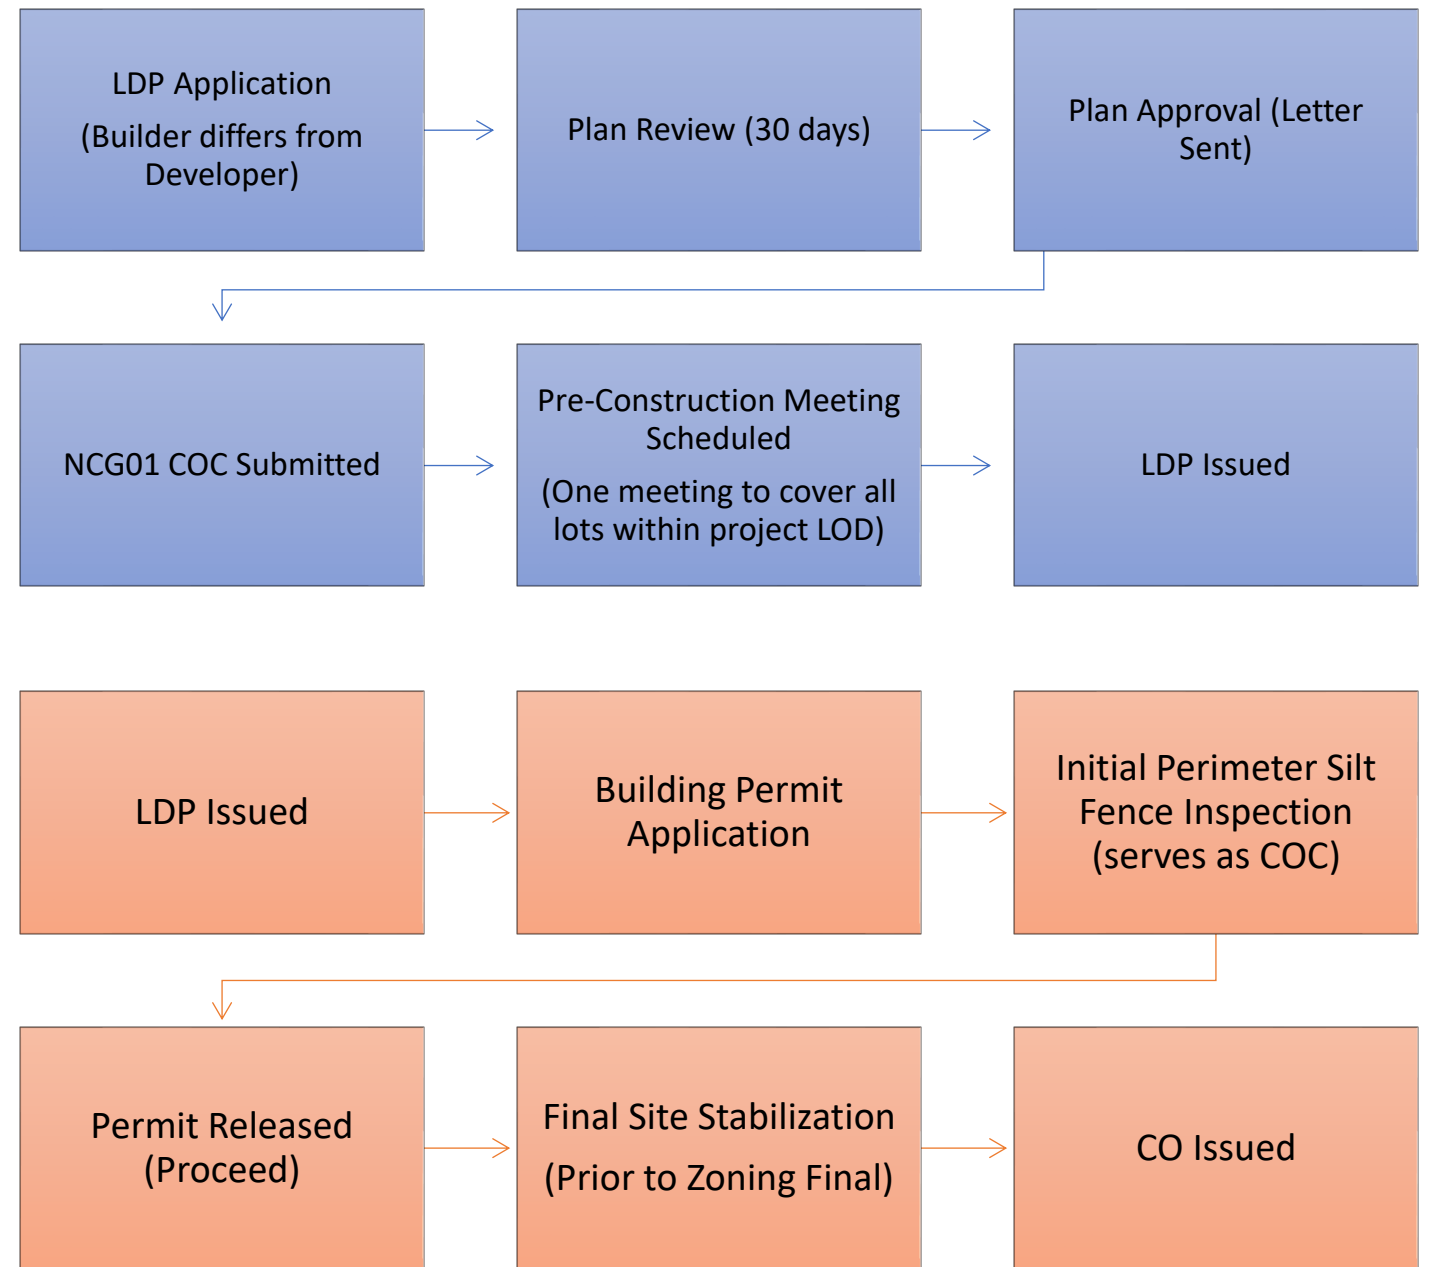 LDP Application
(Builder differs from
Developer)
Plan Review (30 days)
Plan Approval (Letter
Sent)
NCG01 COC Submitted
Pre-Construction Meeting
Scheduled
(One meeting to cover all
lots within project LOD)
LDP Issued
LDP Issued
Building Permit
Application
Initial Perimeter Silt
Fence Inspection
(serves as COC)
Permit Released
(Proceed)
Final Site Stabilization
(Prior to Zoning Final)
CO Issued